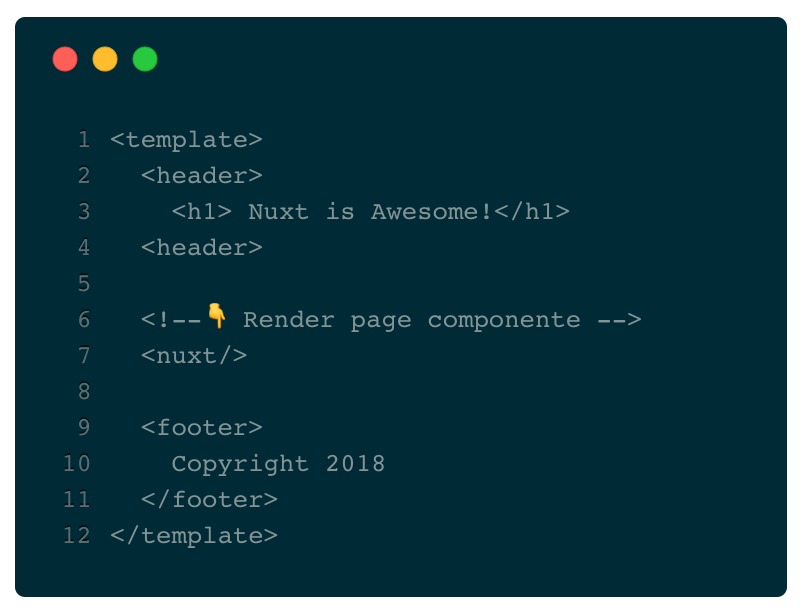 1 <template>
2   <header>
3     <h1> Nuxt is Awesome!</h1>
4   <header>
5
6   <!--👇 Render page componente -->
7   <nuxt/>
8
9   <footer>
10     Copyright 2018
11   </footer>
12 </template>